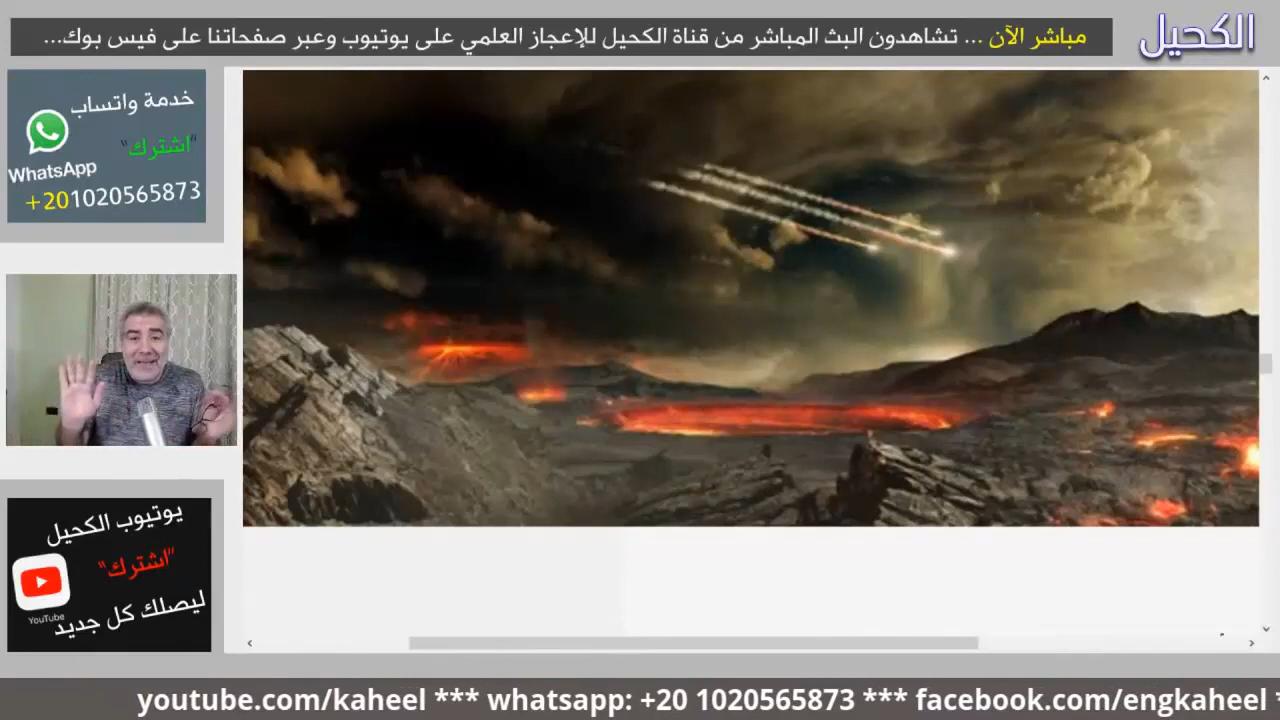 الكحيل
مباشر الآن ... تشاهدون البث المباشر من قناة الكحيل للإعجاز العلمي على يوتيوب وعبر صفحاتنا على فيس بوك...
خدمة واتساب
"اشترك"
WhatsApp
+201020565873
يوتيوب الكحيل
"اشترك"
YouTube
ليصلك كل جديد
youtube.com/kaheel *** whatsapp: +20 1020565873 *** facebook.com/engkaheel *